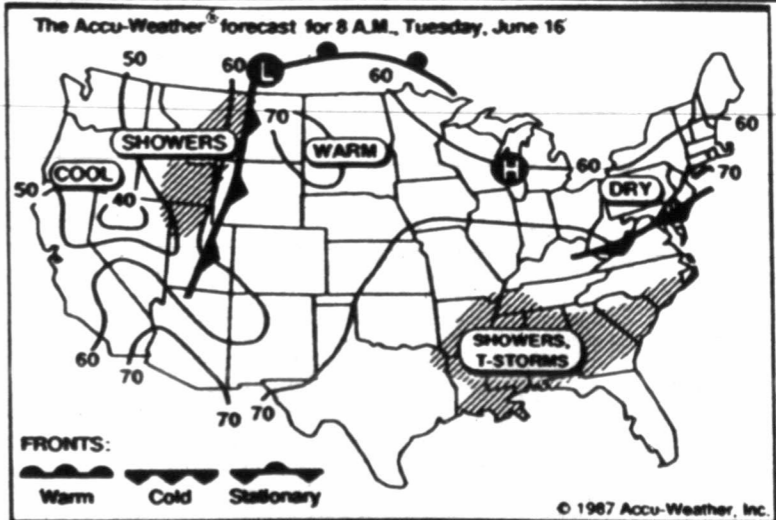 The Accu-Weather® forecast for 8 A.M., Tuesday, June 16
50
60
L
60
70
60
SHOWERS
WARM
H
60
COOL
DRY
70
50
40
60
70
70
70
SHOWERS,
T-STORMS
FRONTS:
Warm
Cold
Stationary
© 1987 Accu-Weather, Inc.